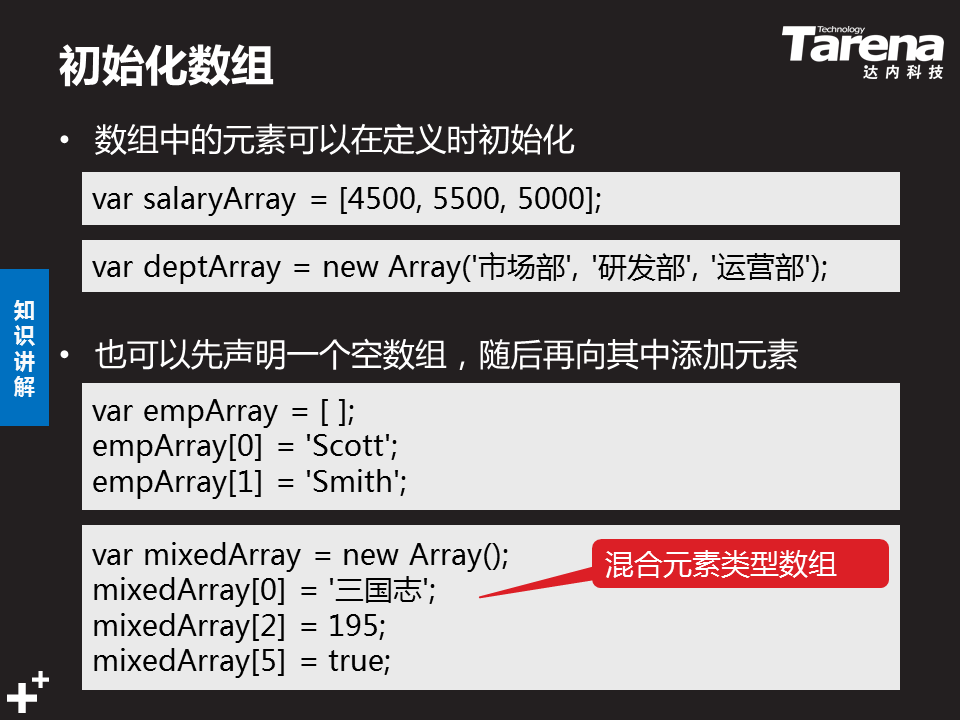 初始化数组
Technology
Tarena
达内科技
• 数组中的元素可以在定义时初始化
var salaryArray = [4500, 5500, 5000];
var deptArray = new Array('市场部', '研发部', '运营部');
知识讲解
• 也可以先声明一个空数组，随后再向其中添加元素
var empArray = [ ];
empArray[0] = 'Scott';
empArray[1] = 'Smith';
var mixedArray = new Array();
混合元素类型数组
mixedArray[0] = '三国志';
mixedArray[2] = 195;
mixedArray[5] = true;